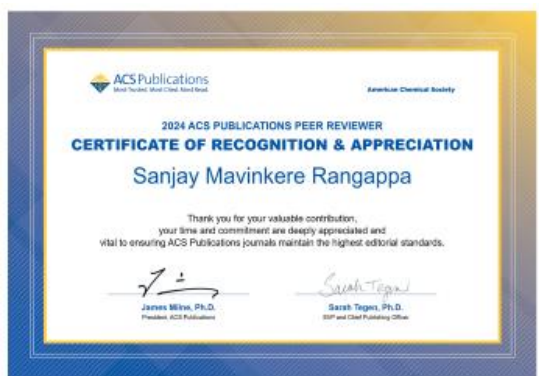 ACS Publications
Most Trusted. Most Cited. Most Read.
American Chemical Society
2024 ACS PUBLICATIONS PEER REVIEWER
CERTIFICATE OF RECOGNITION & APPRECIATION
Sanjay Mavinkere Rangappa
Thank you for your valuable contribution,
your time and commitment are deeply appreciated and
vital to ensuring ACS Publications journals maintain the highest editorial standards.
Sarah Tegen
James Milne, Ph.D.
Sarah Tegen, Ph.D.
President, ACS Publications
SVP and Chief Publishing Officer